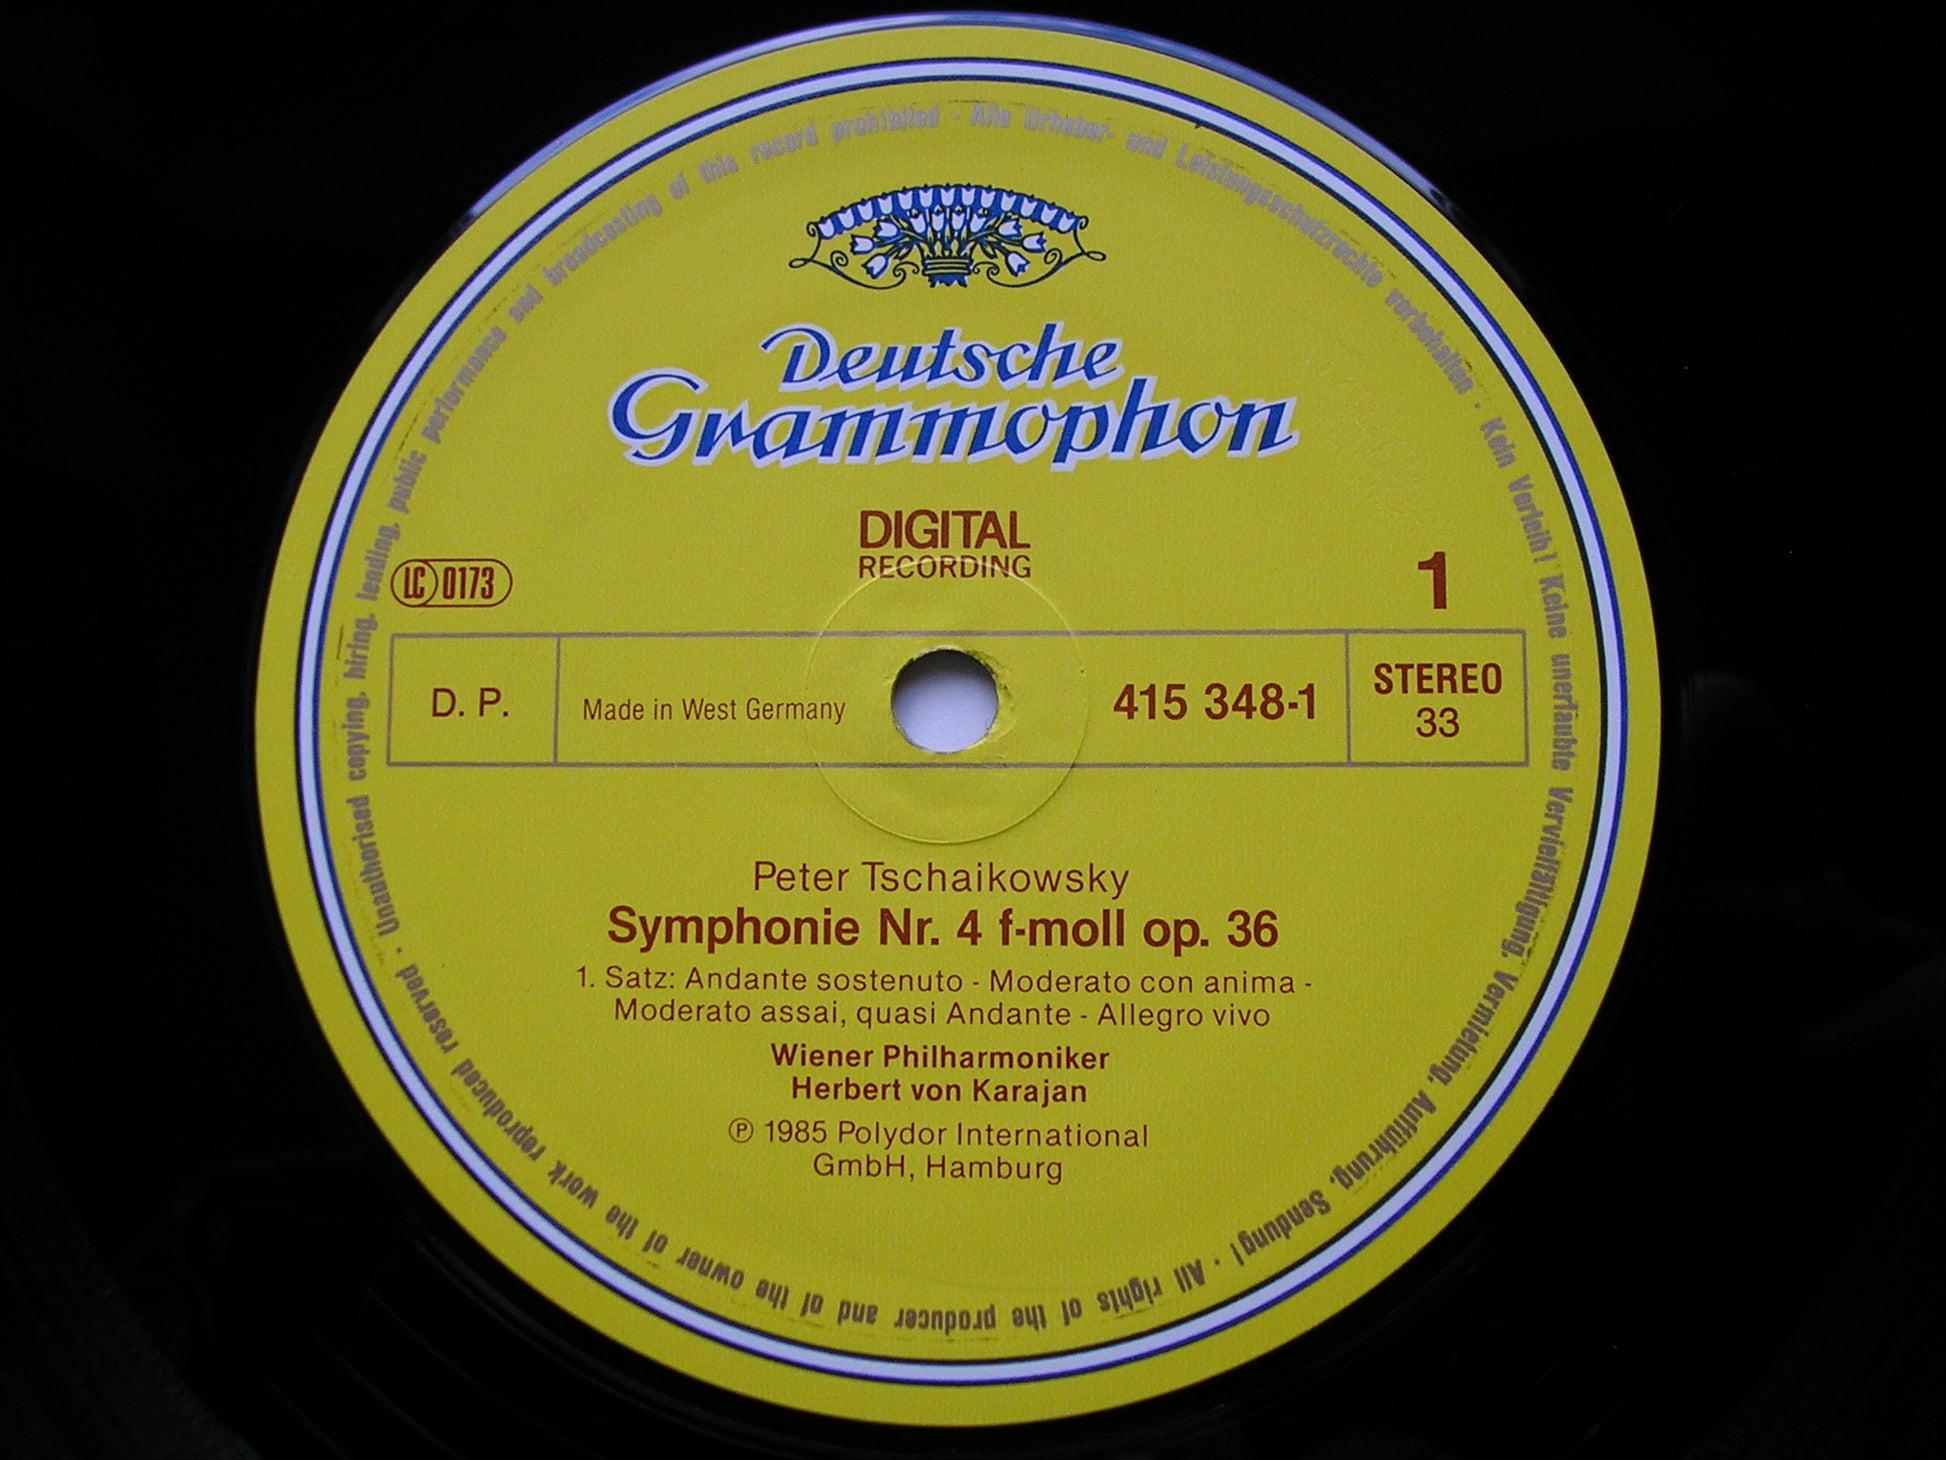 Deutsche
Grammophon
DIGITAL
RECORDING
LC 0173
1
D. P.
Made in West Germany
415 348-1
STEREO
33
Peter Tschaikowsky
Symphonie Nr. 4 f-moll op. 36
1. Satz: Andante sostenuto - Moderato con anima -
Moderato assai, quasi Andante - Allegro vivo
Wiener Philharmoniker
Herbert von Karajan
℗ 1985 Polydor International
GmbH, Hamburg
Alle Urheber- und Leistungsschutzrechte vorbehalten · Kein Verleih! Keine unerlaubte Vervielfältigung, Vermietung, Aufführung, Sendung! · All rights of the producer and of the owner of the work reproduced reserved · Unauthorised copying, hiring, lending, public performance and broadcasting of this record prohibited ·